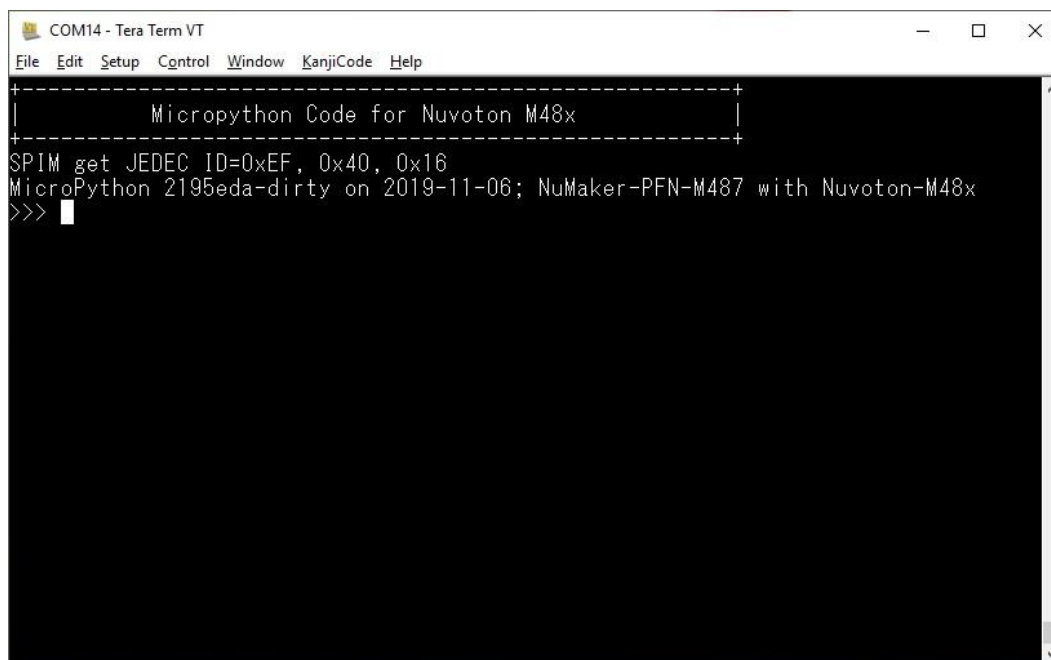 COM14 - Tera Term VT
File Edit Setup Control Window KanjiCode Help
+-------------------------------------------------------+
|          Micropython Code for Nuvoton M48x            |
+-------------------------------------------------------+
SPIM get JEDEC ID=0xEF, 0x40, 0x16
MicroPython 2195eda-dirty on 2019-11-06; NuMaker-PFN-M487 with Nuvoton-M48x
>>>